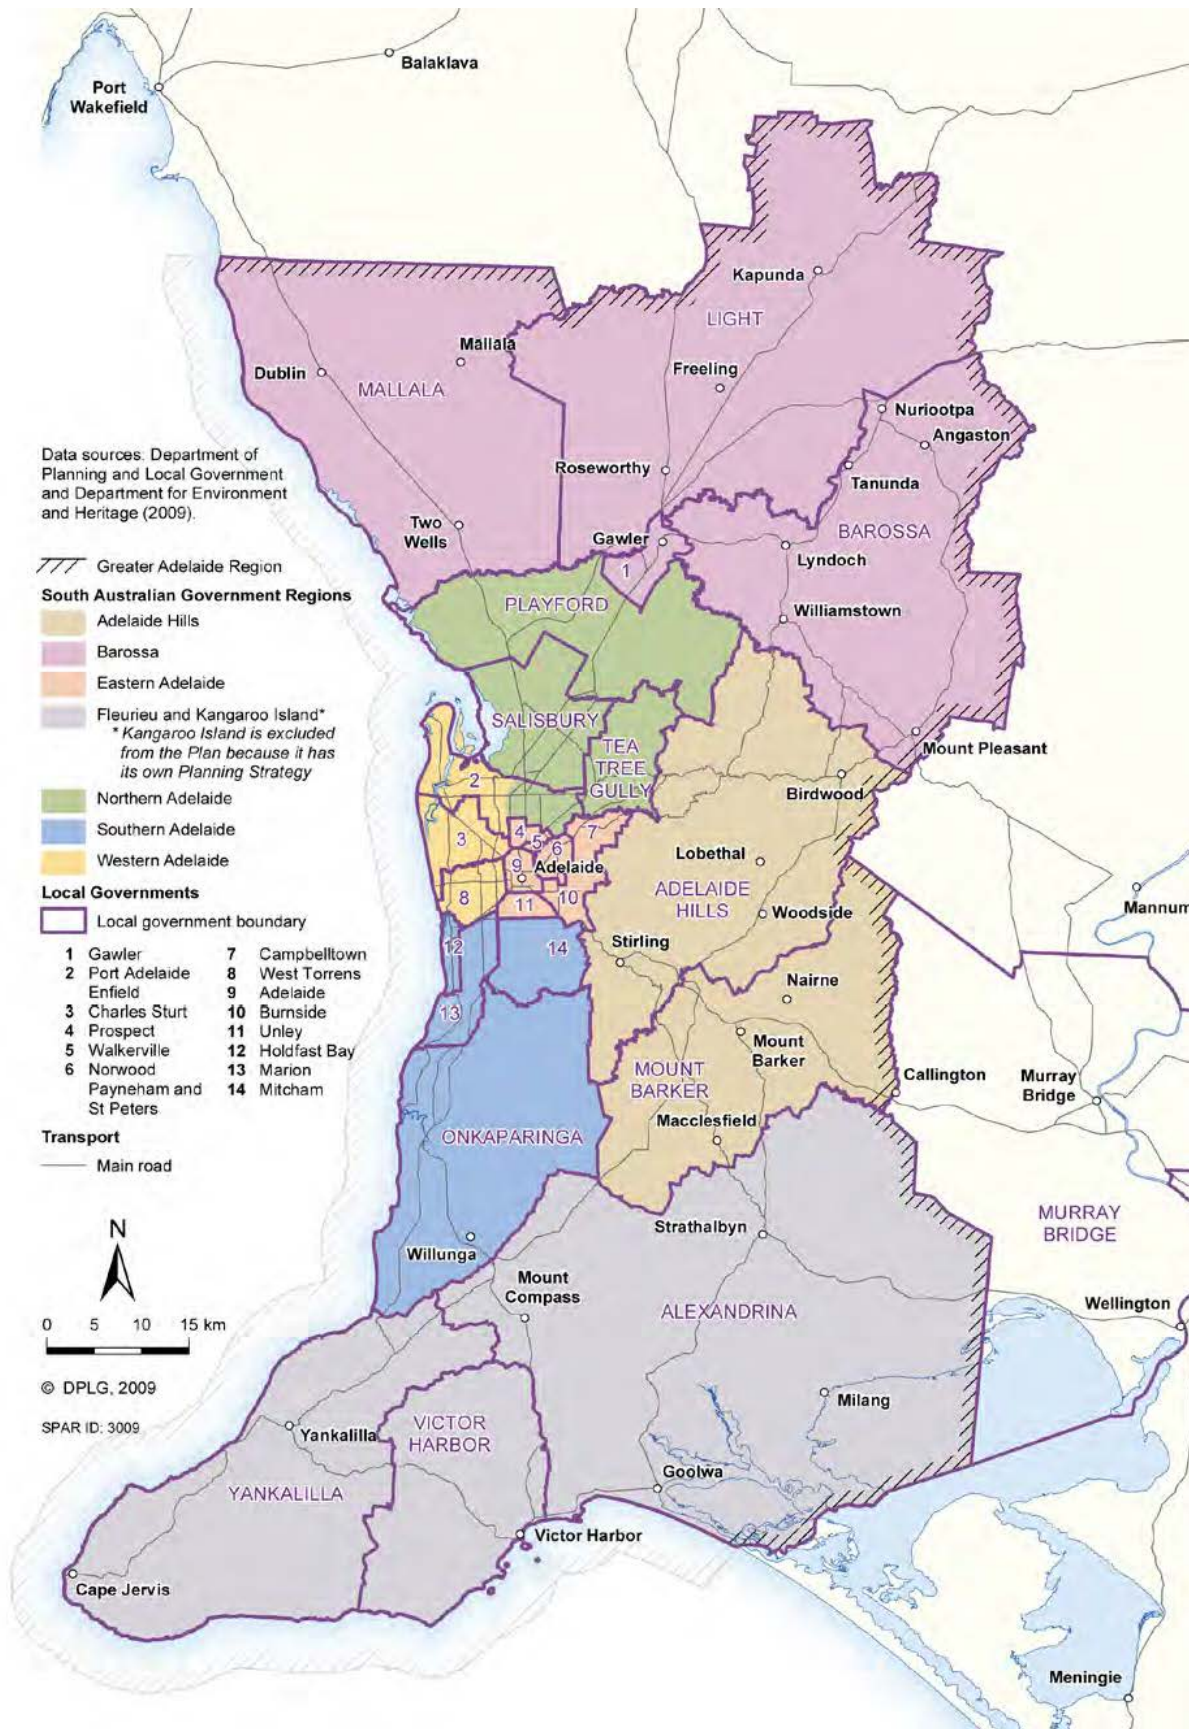 Balaklava
Port
Wakefield
Kapunda
LIGHT
Mallala
Dublin
MALLALA
Freeling
Nuriootpa
Angaston
Roseworthy
Tanunda
Two
Wells
Gawler
BAROSSA
Lyndoch
1
PLAYFORD
Williamstown
SALISBURY
TEA
TREE
GULLY
Mount Pleasant
2
Birdwood
3
4
5
6
7
9
Adelaide
Lobethal
8
10
11
ADELAIDE
HILLS
Woodside
Mannum
12
14
Stirling
Nairne
13
Mount
Barker
MOUNT
BARKER
Callington
Murray
Bridge
Macclesfield
ONKAPARINGA
MURRAY
BRIDGE
Strathalbyn
Willunga
Mount
Compass
ALEXANDRINA
Wellington
Milang
Yankalilla
VICTOR
HARBOR
Goolwa
YANKALILLA
Victor Harbor
Cape Jervis
Meningie
Data sources: Department of
Planning and Local Government
and Department for Environment
and Heritage (2009).
Greater Adelaide Region
South Australian Government Regions
Adelaide Hills
Barossa
Eastern Adelaide
Fleurieu and Kangaroo Island*
* Kangaroo Island is excluded
from the Plan because it has
its own Planning Strategy
Northern Adelaide
Southern Adelaide
Western Adelaide
Local Governments
Local government boundary
1 Gawler
2 Port Adelaide
Enfield
3 Charles Sturt
4 Prospect
5 Walkerville
6 Norwood
Payneham and
St Peters
7 Campbelltown
8 West Torrens
9 Adelaide
10 Burnside
11 Unley
12 Holdfast Bay
13 Marion
14 Mitcham
Transport
Main road
N
0 5 10 15 km
© DPLG, 2009
SPAR ID: 3009